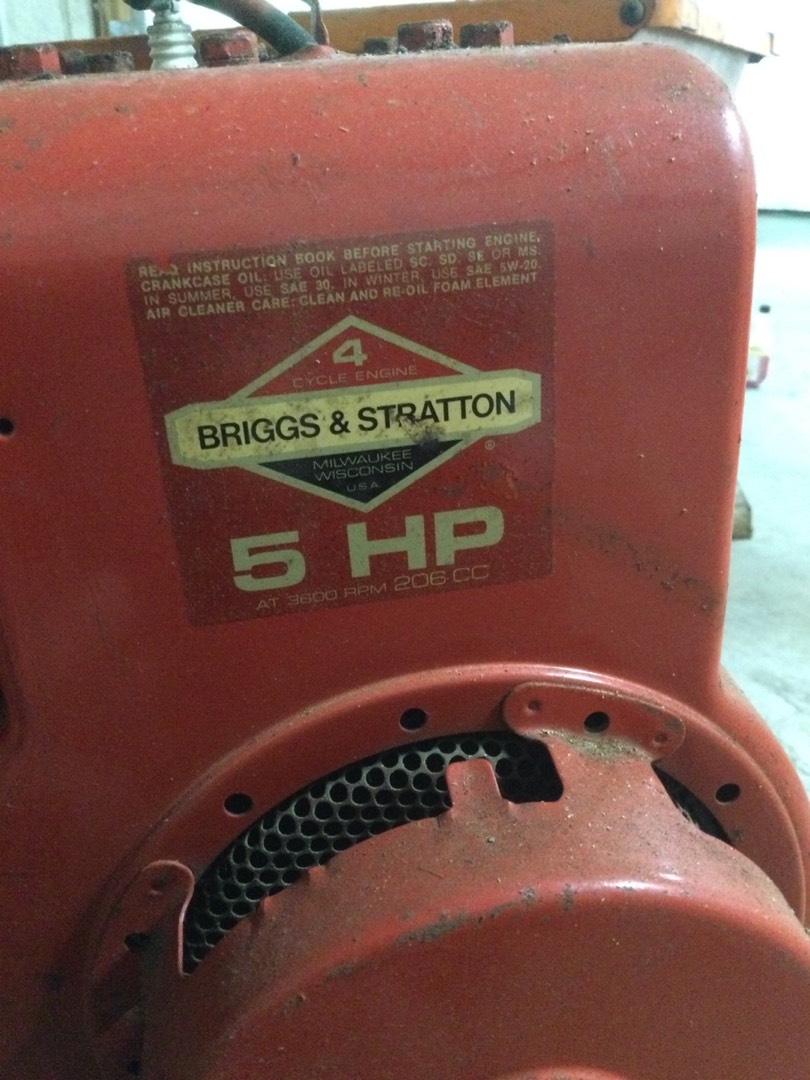 READ INSTRUCTION BOOK BEFORE STARTING ENGINE.
CRANKCASE OIL: USE OIL LABELED SC, SD, SE OR MS.
IN SUMMER, USE SAE 30. IN WINTER, USE SAE 5W-20.
AIR CLEANER CARE: CLEAN AND RE-OIL FOAM ELEMENT
4
CYCLE ENGINE
BRIGGS & STRATTON
®
MILWAUKEE
WISCONSIN
U.S.A.
5 HP
AT 3600 RPM 206 CC